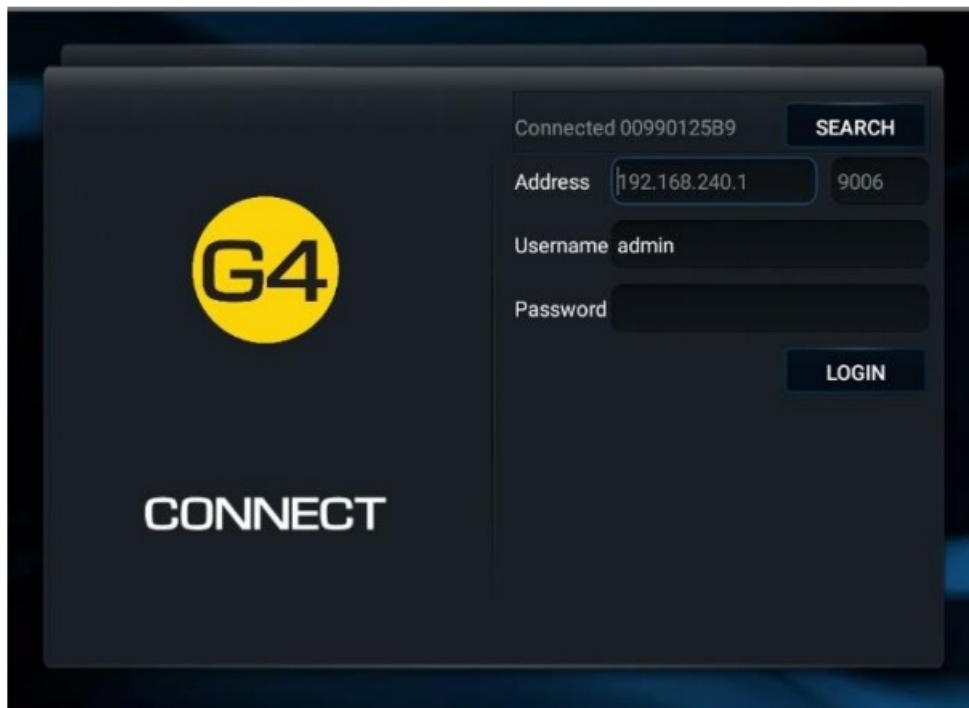 G4
CONNECT
Connected 00990125B9 SEARCH
Address 192.168.240.1 9006
Username admin
Password
LOGIN